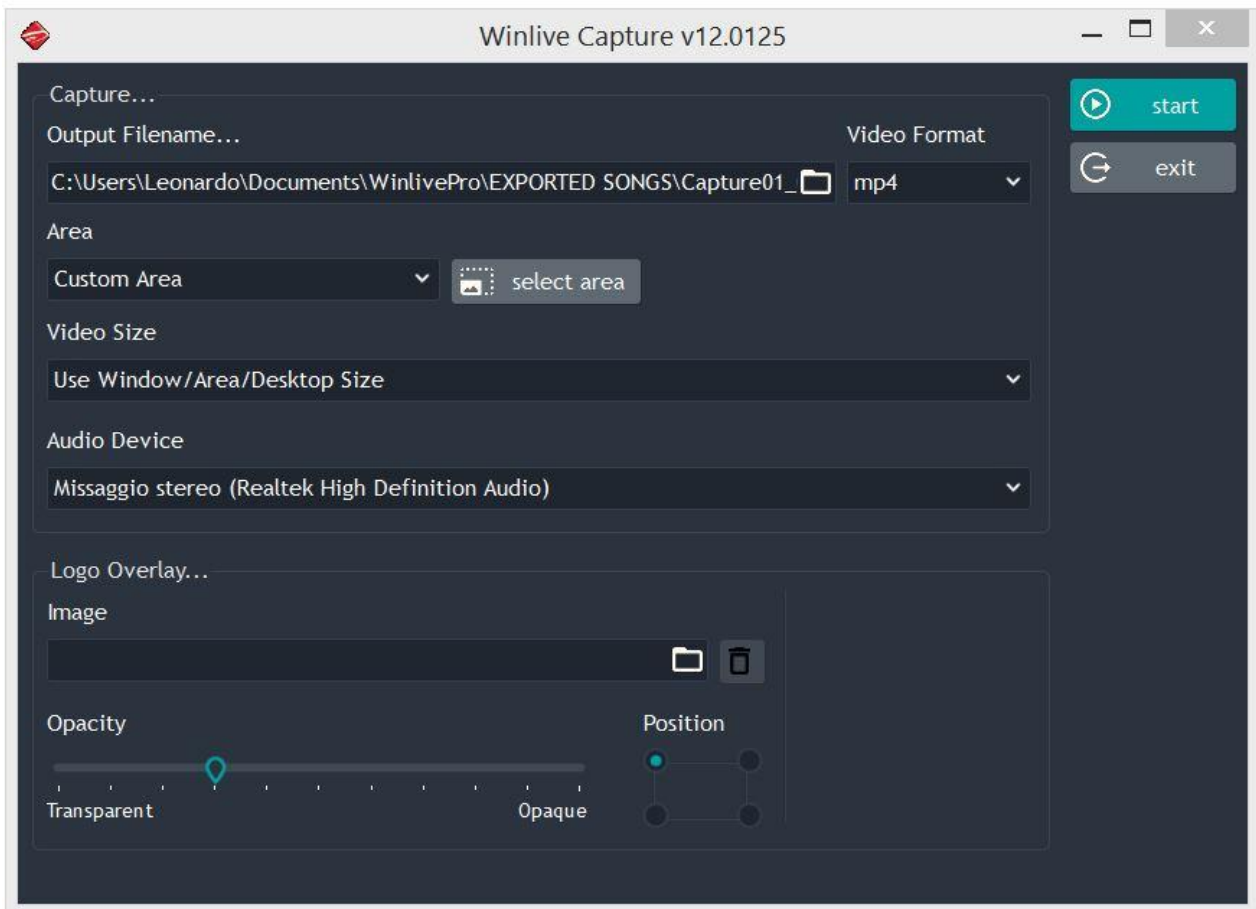 Winlive Capture v12.0125
Capture...
start
Output Filename...
Video Format
C:\Users\Leonardo\Documents\WinlivePro\EXPORTED SONGS\Capture01_
mp4
exit
Area
Custom Area
select area
Video Size
Use Window/Area/Desktop Size
Audio Device
Missaggio stereo (Realtek High Definition Audio)
Logo Overlay...
Image
Opacity
Position
Transparent
Opaque